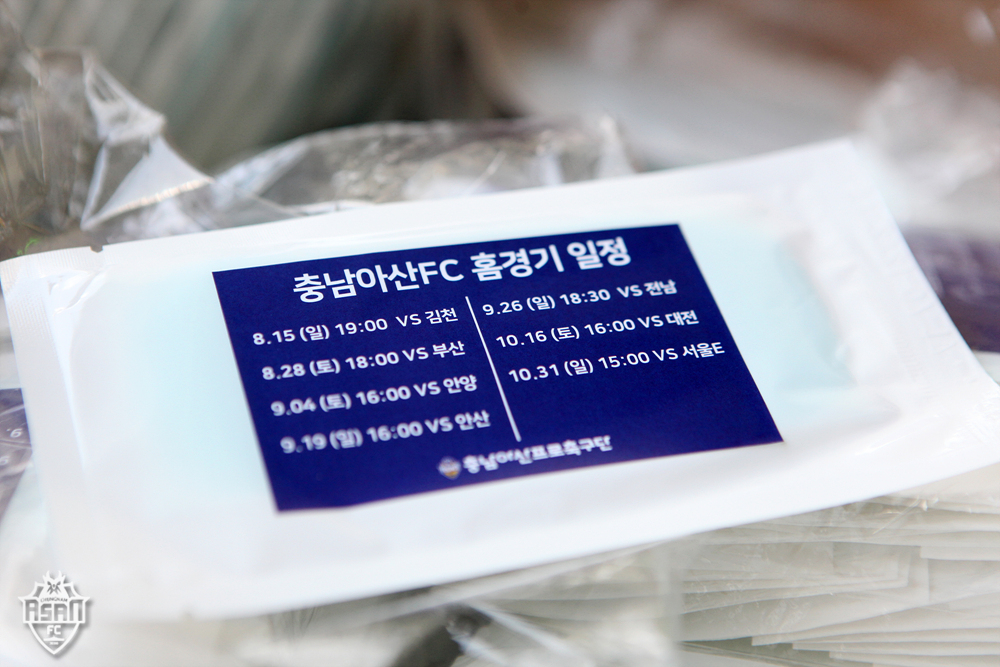 충남아산FC 홈경기 일정
8.15 (일) 19:00 VS 김천
8.28 (토) 18:00 VS 부산
9.04 (토) 16:00 VS 안양
9.19 (일) 16:00 VS 안산
9.26 (일) 18:30 VS 전남
10.16 (토) 16:00 VS 대전
10.31 (일) 15:00 VS 서울E
충남아산프로축구단
CHUNGNAM
ASAN
FC